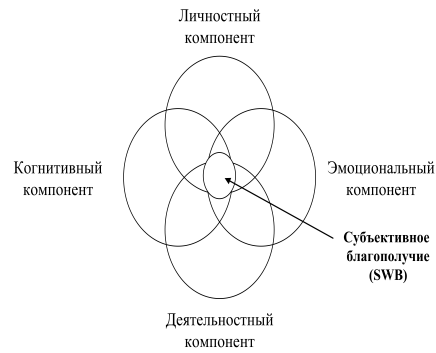 Личностный
компонент
Когнитивный
компонент
Эмоциональный
компонент
Субъективное
благополучие
(SWB)
Деятельностный
компонент